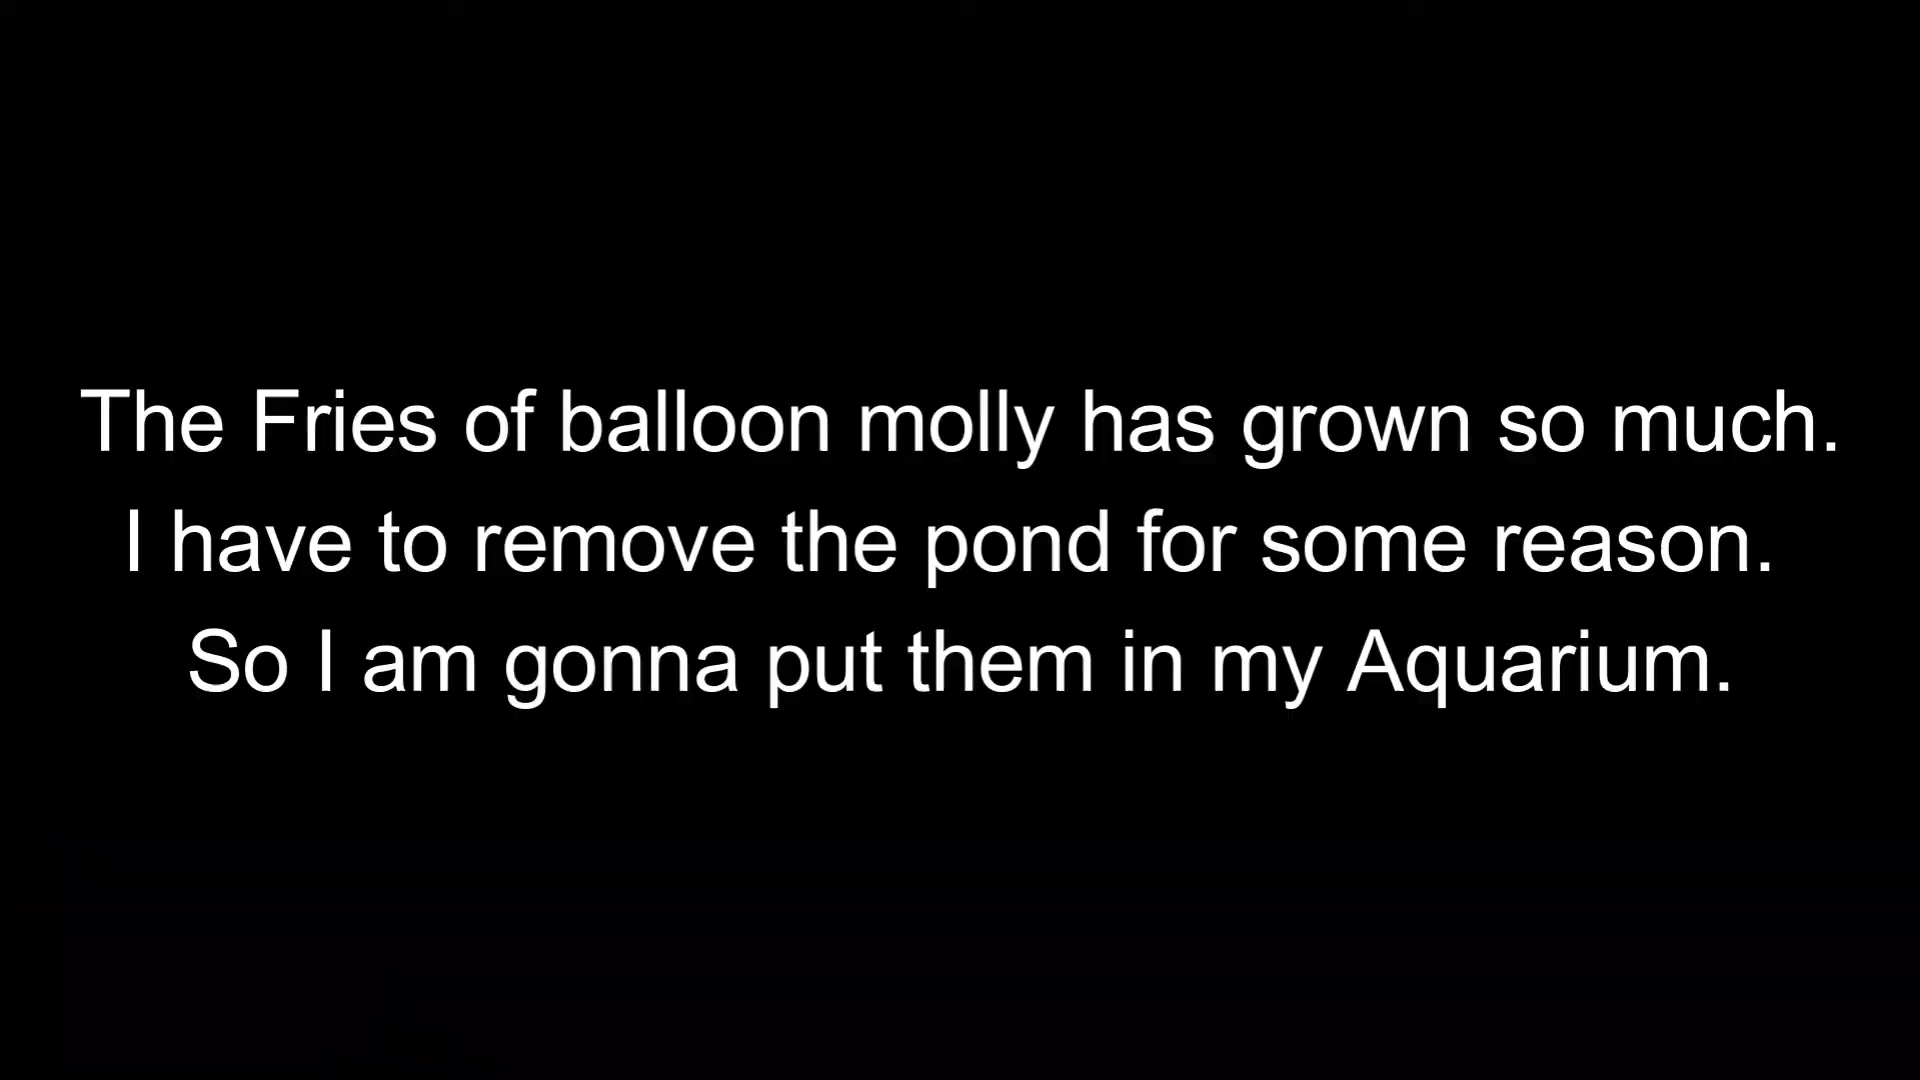 The Fries of balloon molly has grown so much.
I have to remove the pond for some reason.
So I am gonna put them in my Aquarium.